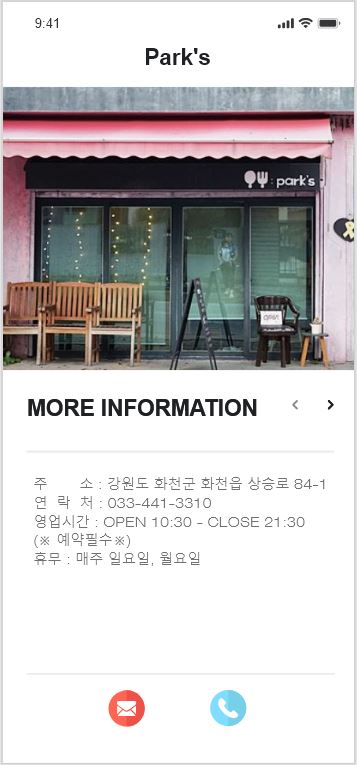 9:41
Park's
: park's
MORE INFORMATION
주 소 : 강원도 화천군 화천읍 상승로 84-1
연 락 처 : 033-441-3310
영업시간 : OPEN 10:30 - CLOSE 21:30
(※ 예약필수※)
휴무 : 매주 일요일, 월요일